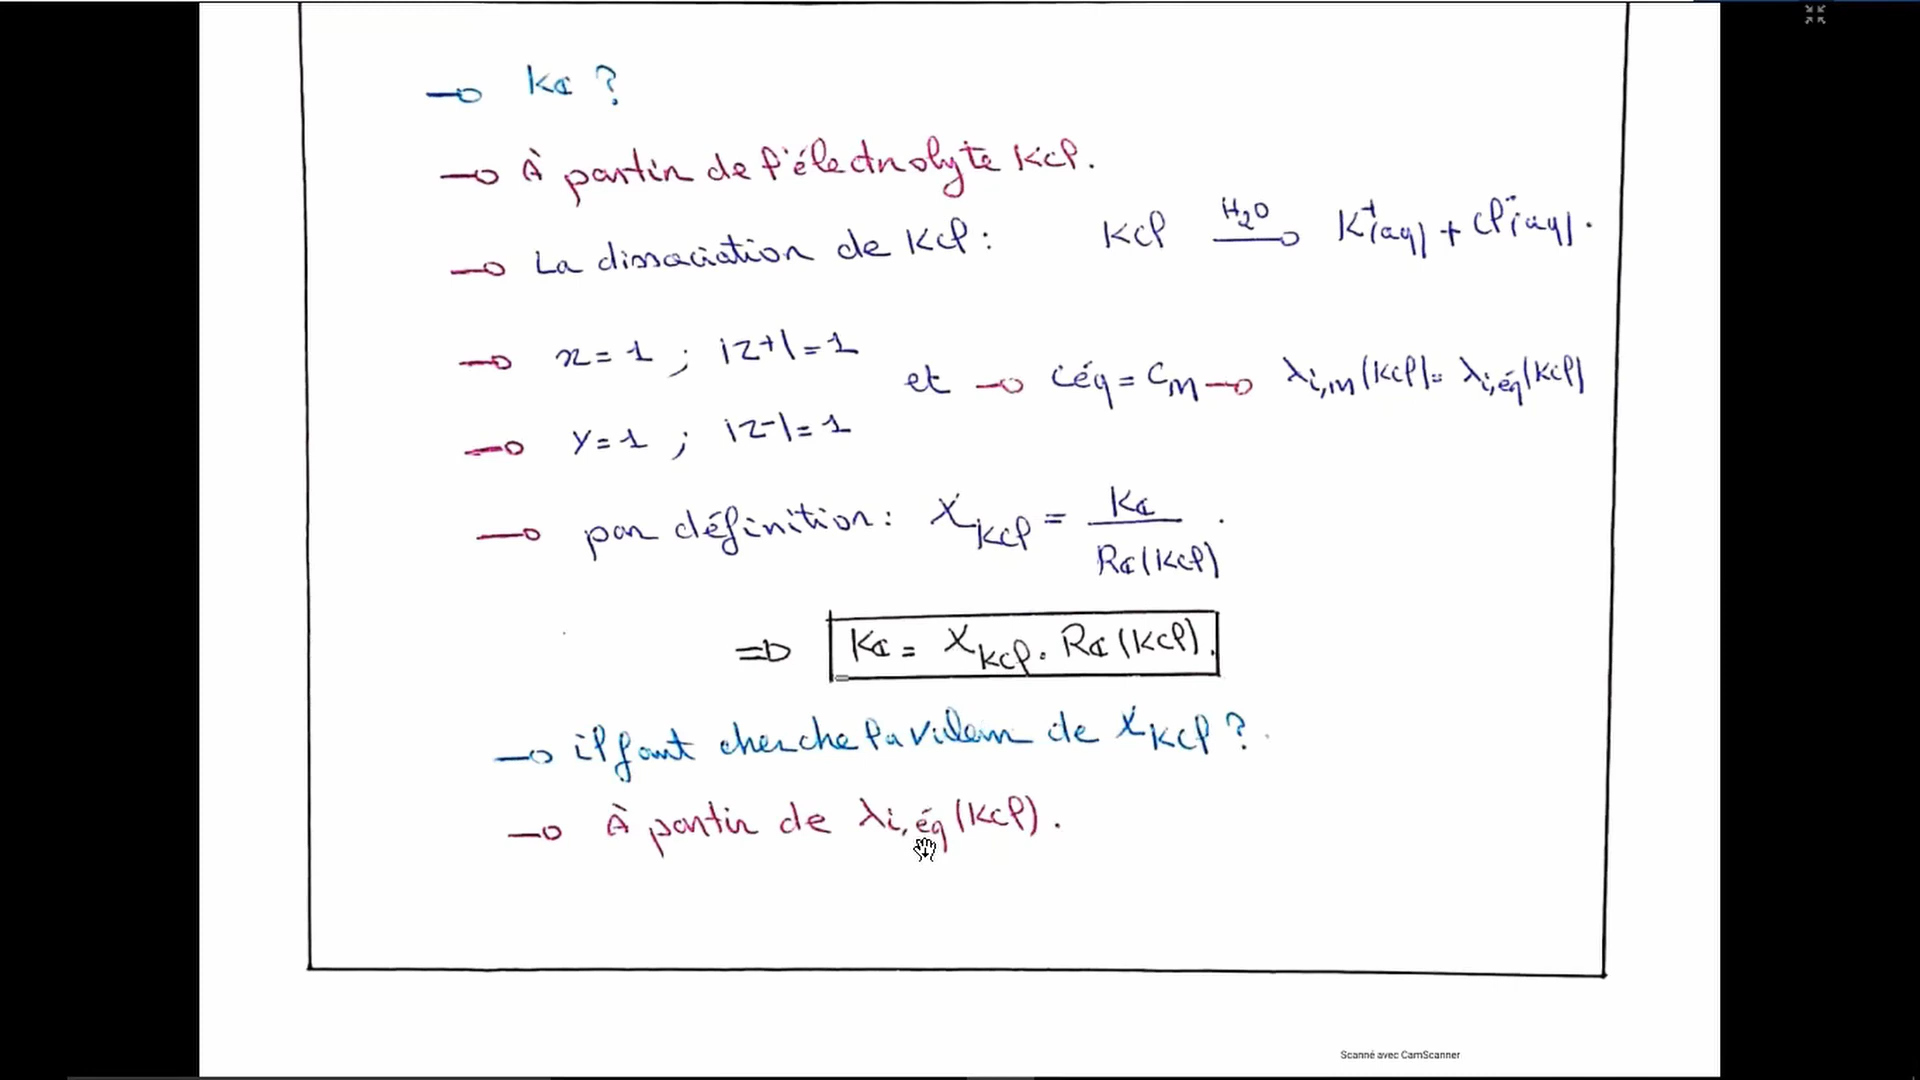 → Kc ?
→ À partir de l'électrolyte KCl.
→ La dissociation de KCl : KCl —H₂O→ K⁺(aq) + Cl⁻(aq).
→ x = 1 ; |z+| = 1
et → Céq = CM → λi,m(KCl) = λi,éq(KCl)
→ y = 1 ; |z-| = 1
→ par définition : χKCl = Kc / Rc(KCl) .
=> Kc = χKCl . Rc(KCl).
→ il faut cherche la valeur de χKCl ?
→ À partir de λi,éq(KCl).
Scanné avec CamScanner